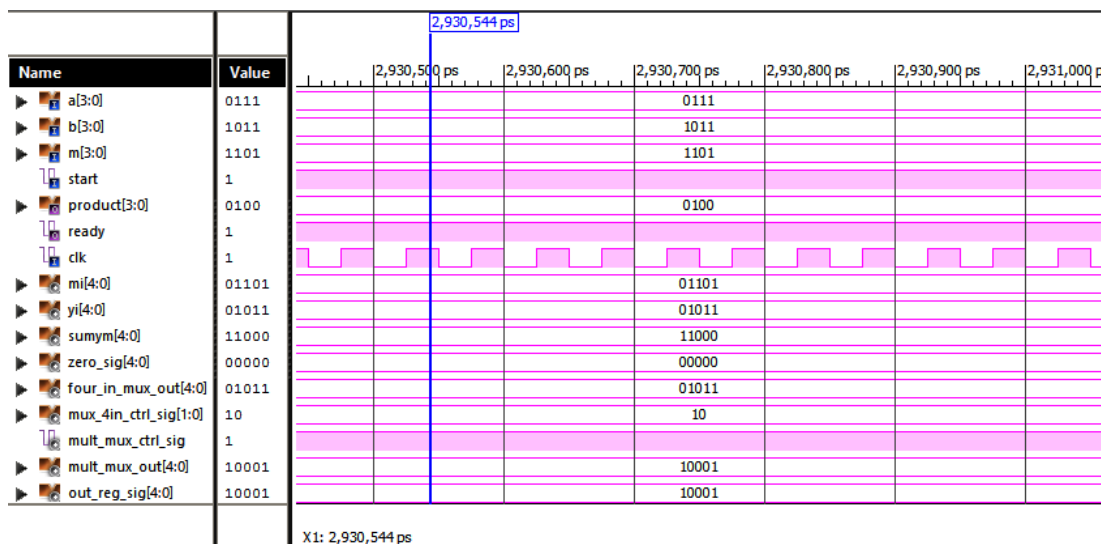 2,930,544 ps
Name Value 2,930,500 ps 2,930,600 ps 2,930,700 ps 2,930,800 ps 2,930,900 ps 2,931,000 p
a[3:0] 0111 0111
b[3:0] 1011 1011
m[3:0] 1101 1101
start 1
product[3:0] 0100 0100
ready 1
clk 1
mi[4:0] 01101 01101
yi[4:0] 01011 01011
sumym[4:0] 11000 11000
zero_sig[4:0] 00000 00000
four_in_mux_out[4:0] 01011 01011
mux_4in_ctrl_sig[1:0] 10 10
mult_mux_ctrl_sig 1
mult_mux_out[4:0] 10001 10001
out_reg_sig[4:0] 10001 10001
X1: 2,930,544 ps